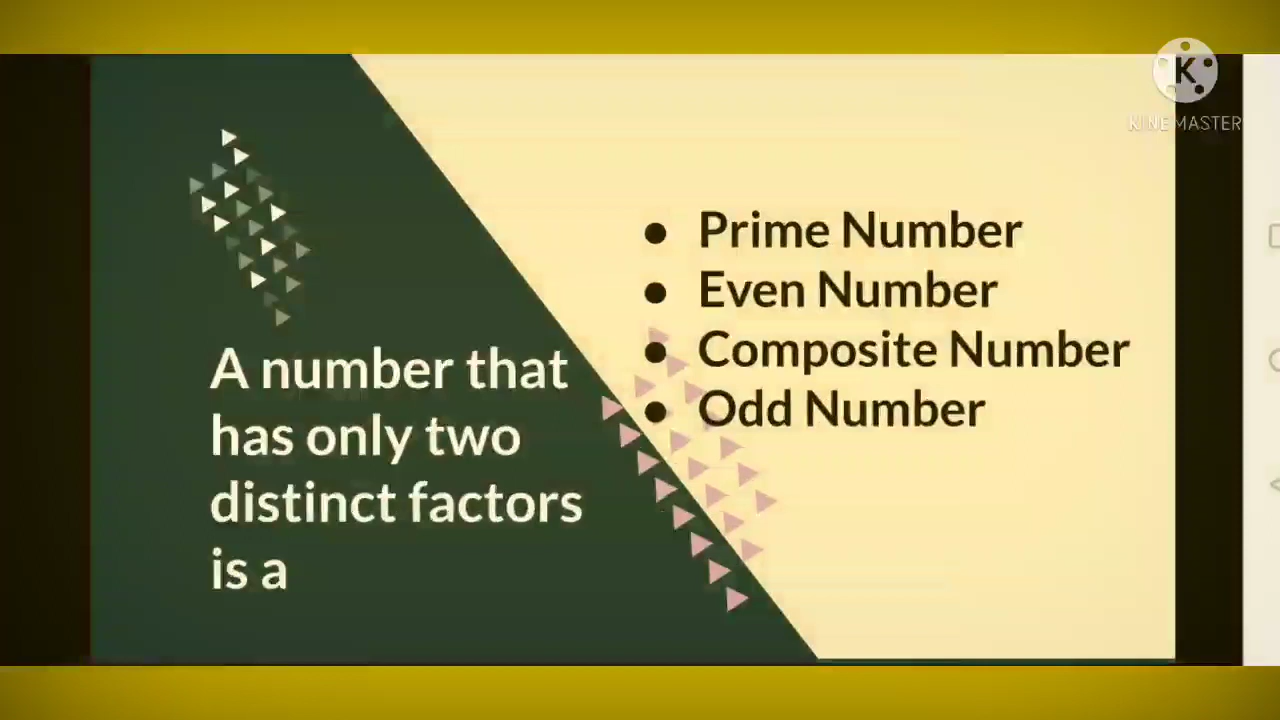 K
KINEMASTER
A number that
has only two
distinct factors
is a
● Prime Number
● Even Number
● Composite Number
● Odd Number